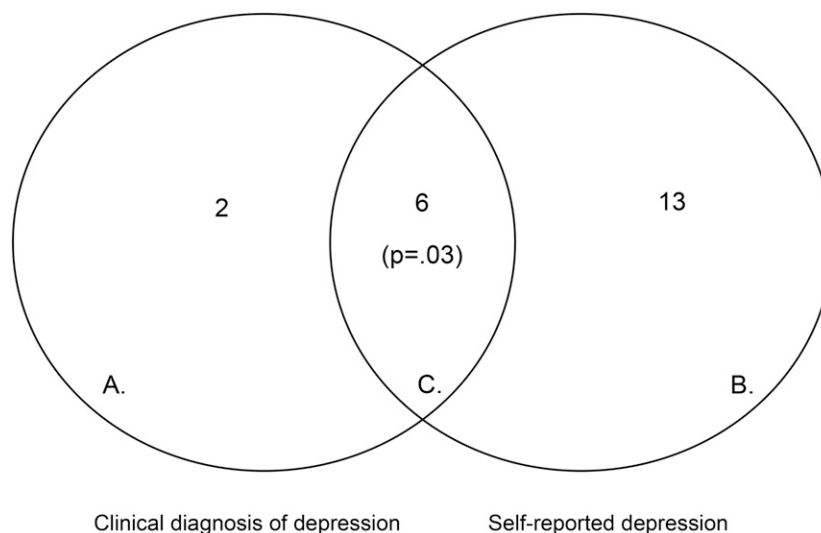 2
6
13
(p=.03)
A.
C.
B.
Clinical diagnosis of depression
Self-reported depression